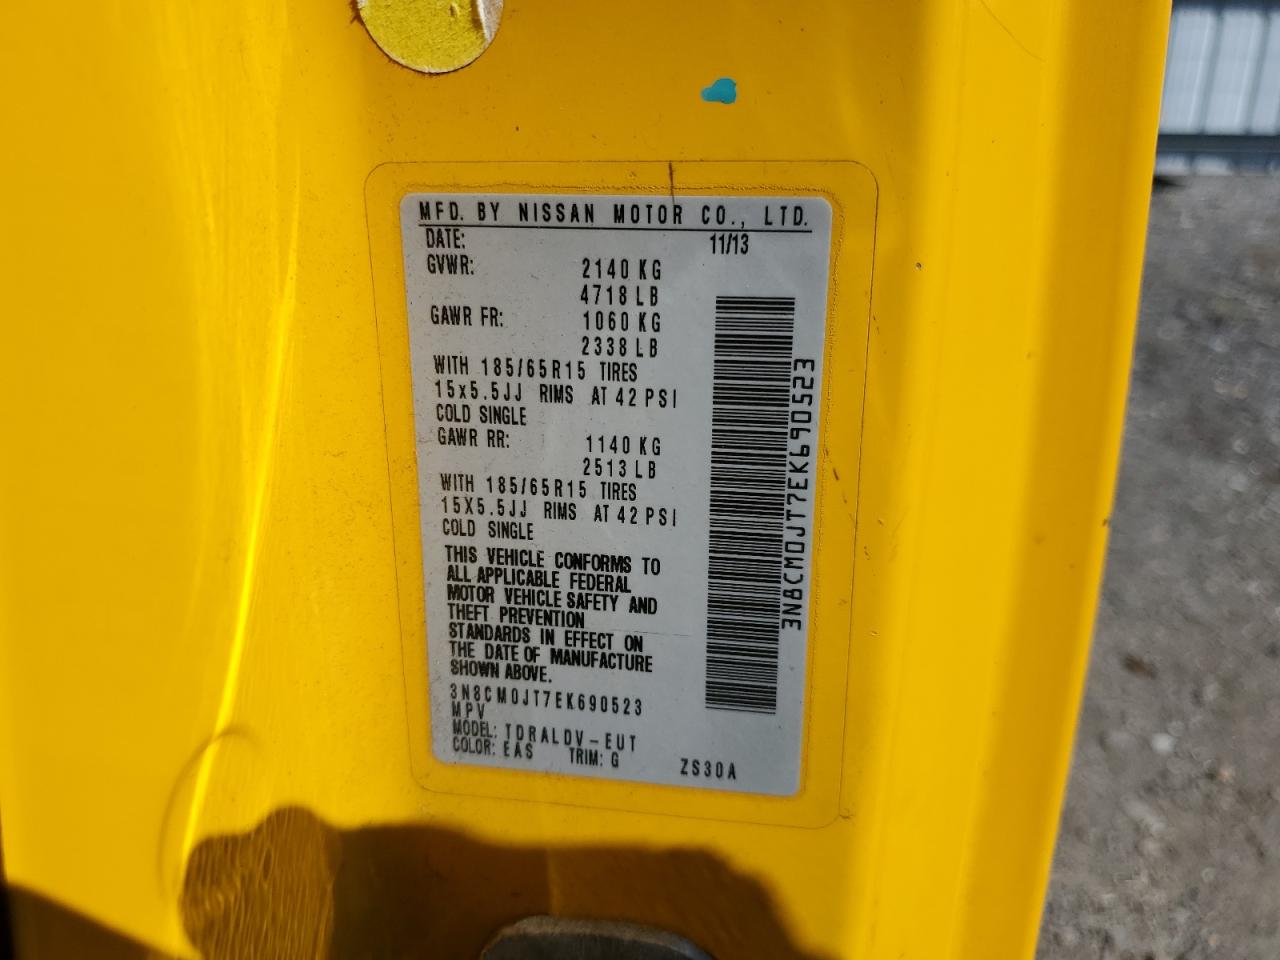 MFD. BY NISSAN MOTOR CO., LTD.
DATE: 11/13
GVWR: 2140 KG
4718 LB
GAWR FR: 1060 KG
2338 LB
WITH 185/65R15 TIRES
15x5.5JJ RIMS AT 42 PSI
COLD SINGLE
GAWR RR: 1140 KG
2513 LB
WITH 185/65R15 TIRES
15X5.5JJ RIMS AT 42 PSI
COLD SINGLE
THIS VEHICLE CONFORMS TO
ALL APPLICABLE FEDERAL
MOTOR VEHICLE SAFETY AND
THEFT PREVENTION
STANDARDS IN EFFECT ON
THE DATE OF MANUFACTURE
SHOWN ABOVE.
3N8CM0JT7EK690523
MPV
MODEL: TDRALDV-EUT
COLOR: EAS TRIM: G ZS30A
3N8CM0JT7EK690523